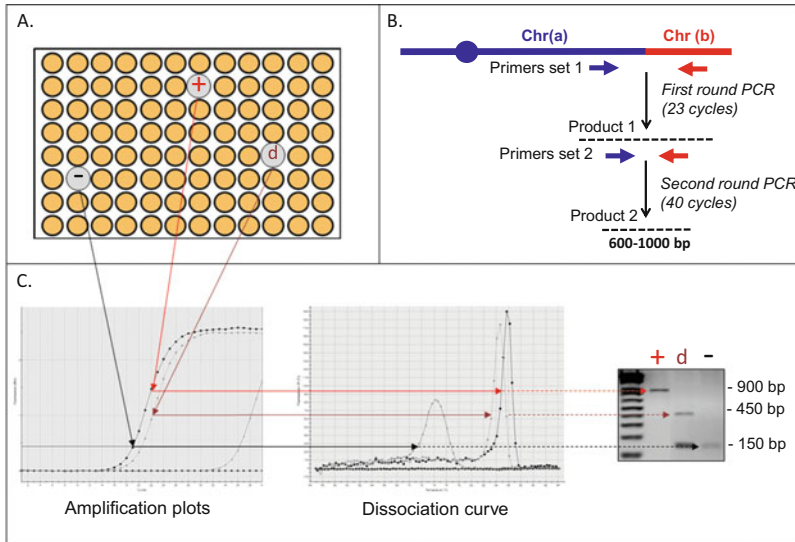 A.
+
d
-
B.
Chr(a)
Chr (b)
Primers set 1
First round PCR
(23 cycles)
Product 1
Primers set 2
Second round PCR
(40 cycles)
Product 2
600-1000 bp
C.
+ d -
- 900 bp
- 450 bp
- 150 bp
Amplification plots
Dissociation curve